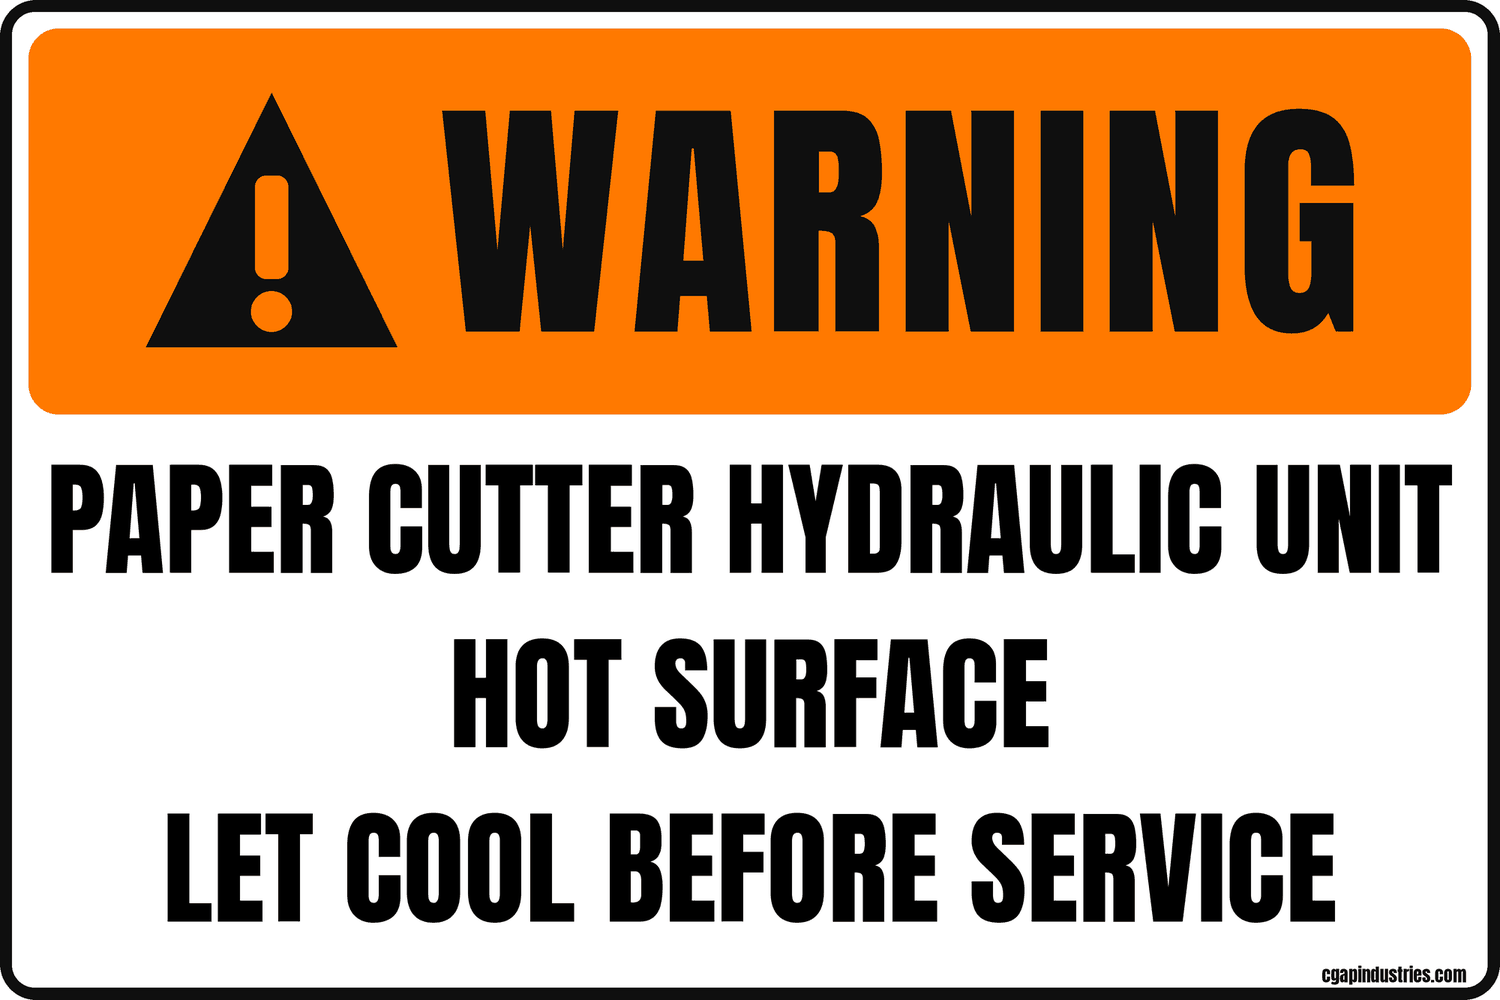 WARNING
PAPER CUTTER HYDRAULIC UNIT
HOT SURFACE
LET COOL BEFORE SERVICE
cgapindustries.com